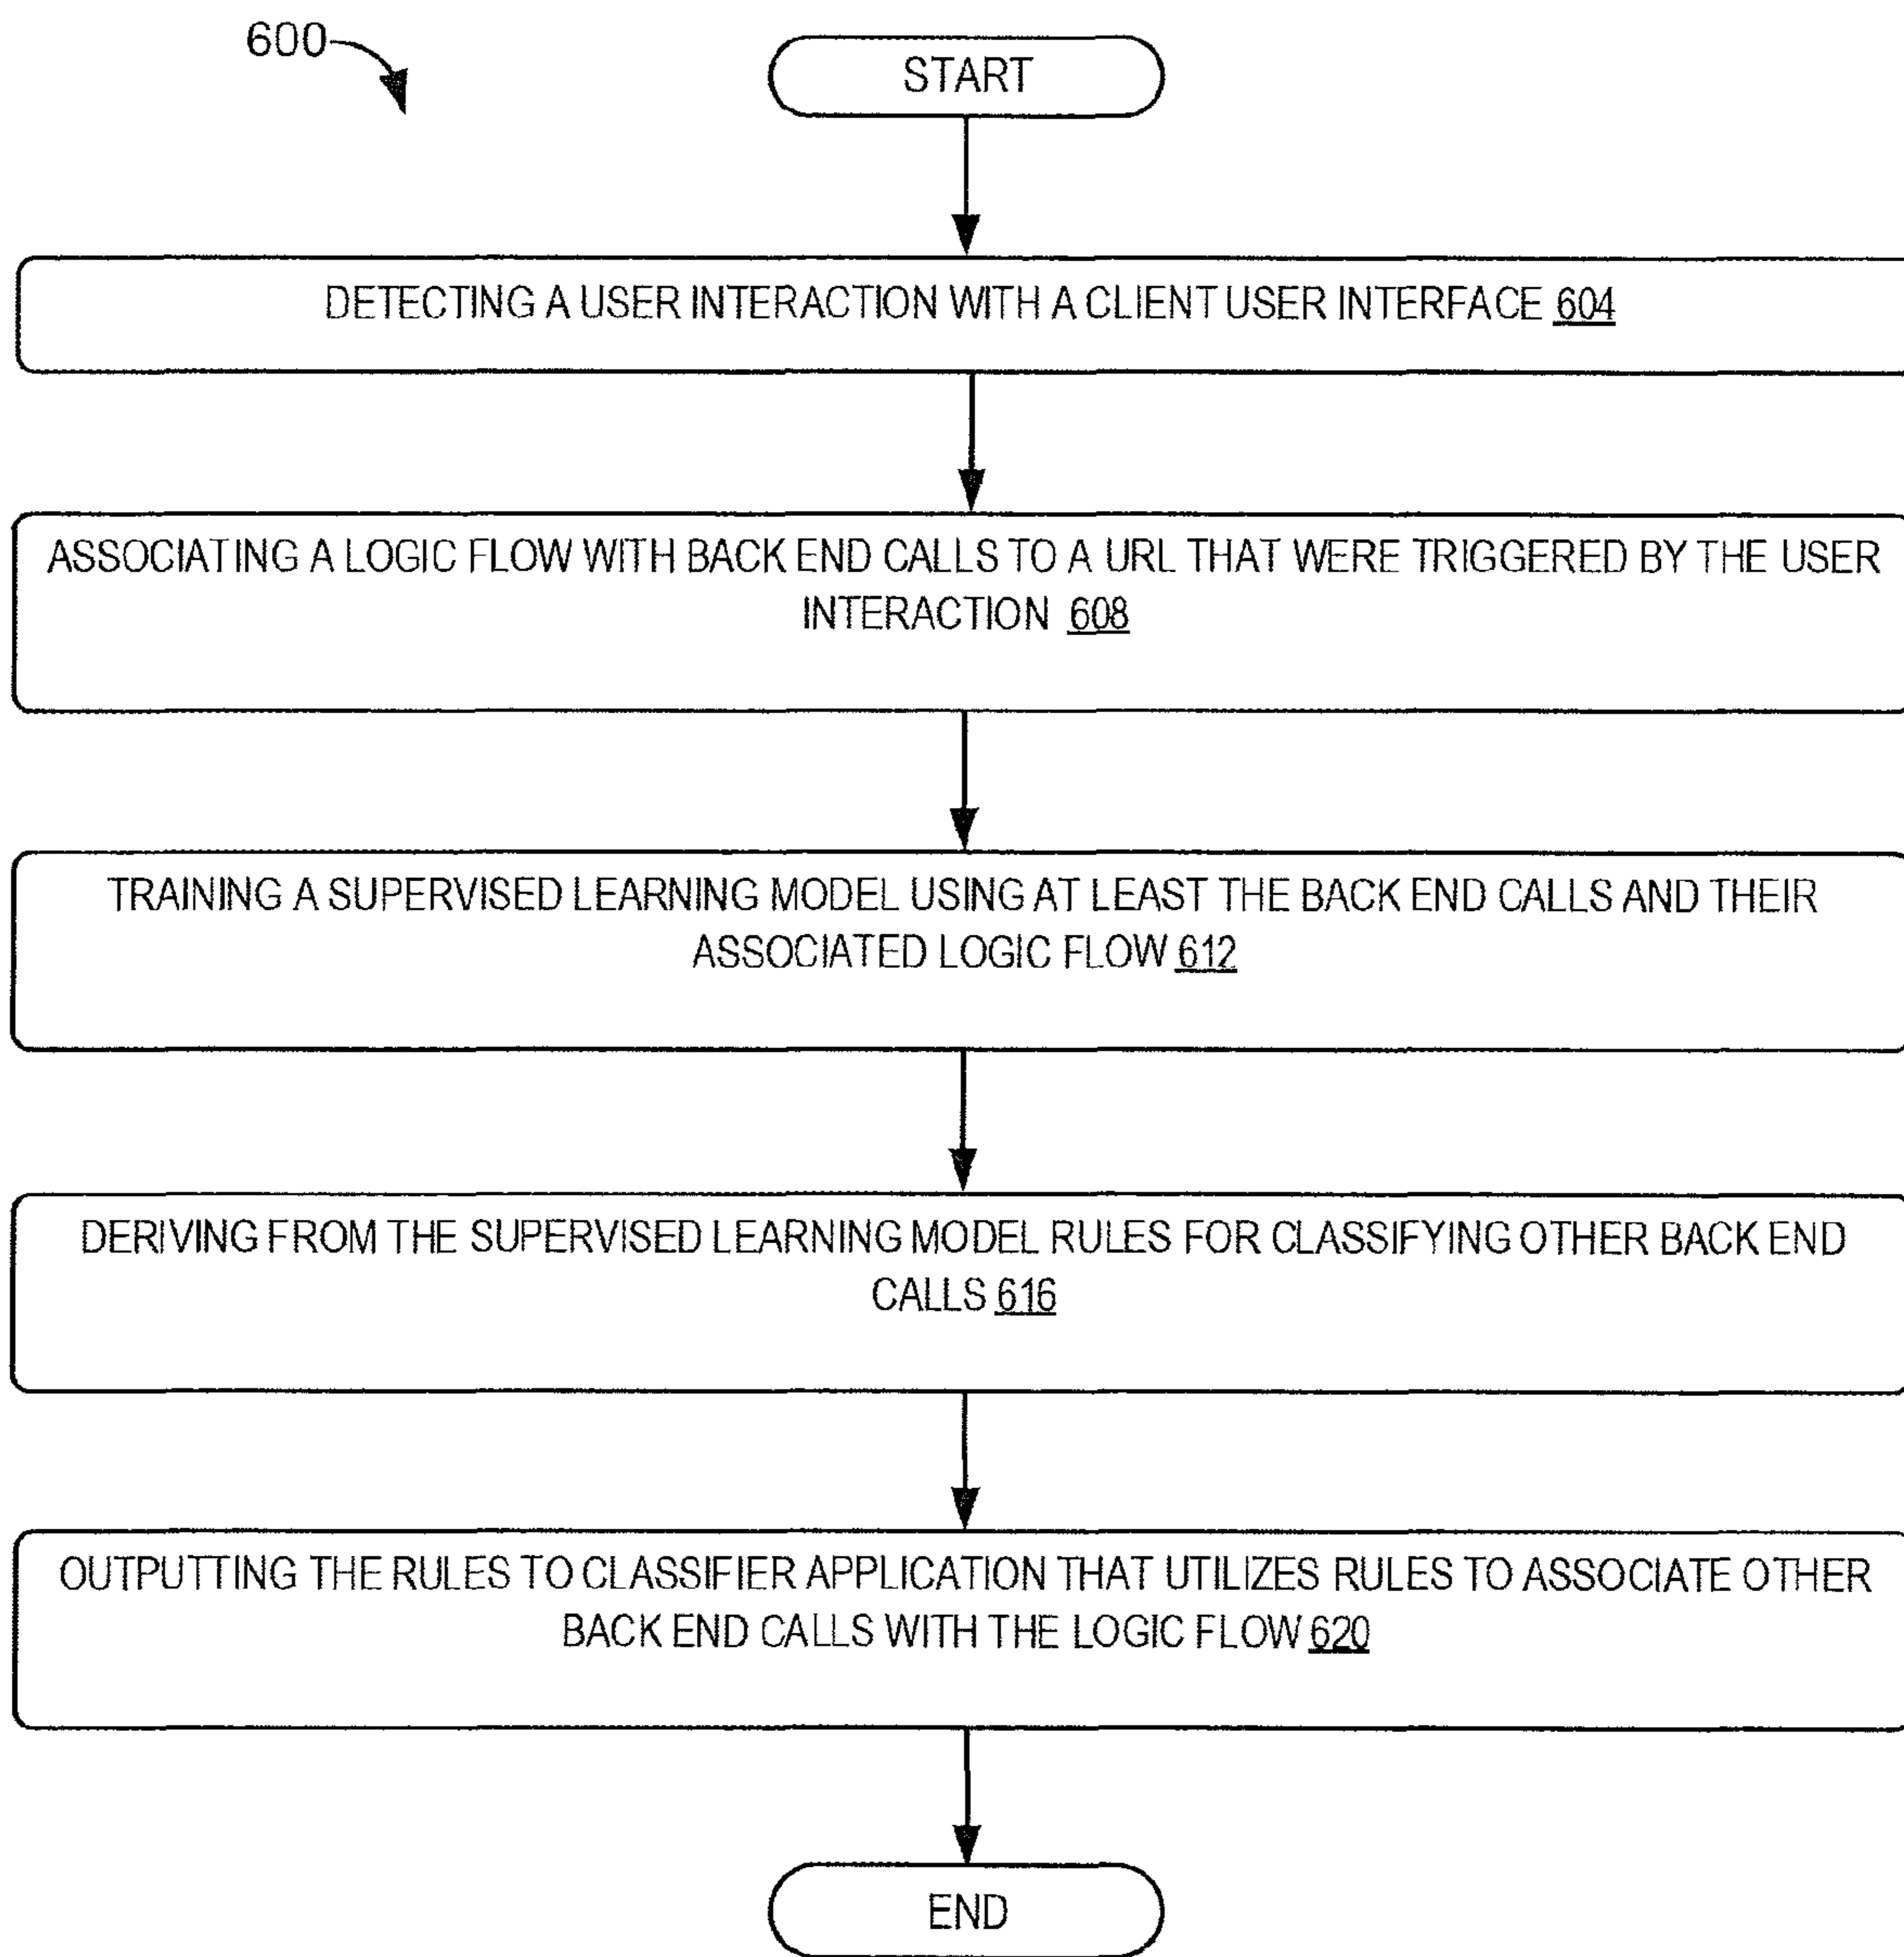 600
START
DETECTING A USER INTERACTION WITH A CLIENT USER INTERFACE 604
ASSOCIATING A LOGIC FLOW WITH BACK END CALLS TO A URL THAT WERE TRIGGERED BY THE USER
INTERACTION 608
TRAINING A SUPERVISED LEARNING MODEL USING AT LEAST THE BACK END CALLS AND THEIR
ASSOCIATED LOGIC FLOW 612
DERIVING FROM THE SUPERVISED LEARNING MODEL RULES FOR CLASSIFYING OTHER BACK END
CALLS 616
OUTPUTTING THE RULES TO CLASSIFIER APPLICATION THAT UTILIZES RULES TO ASSOCIATE OTHER
BACK END CALLS WITH THE LOGIC FLOW 620
END